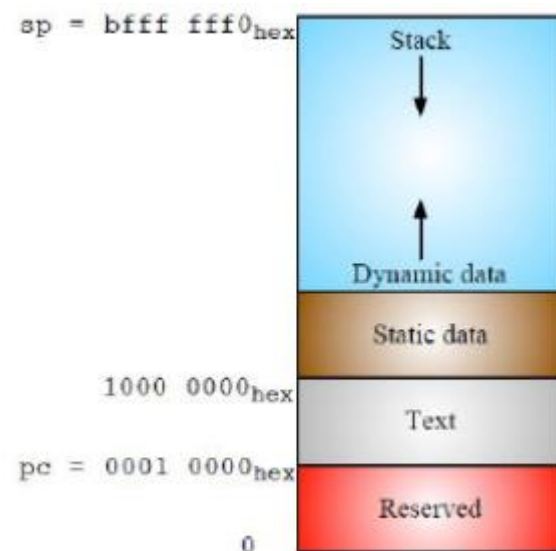 sp = bfff fff0hex
Stack
Dynamic data
Static data
1000 0000hex
Text
pc = 0001 0000hex
Reserved
0